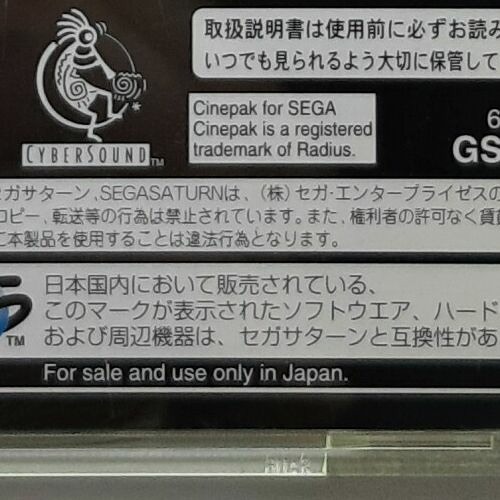 取扱説明書は使用前に必ずお読み
いつでも見られるよう大切に保管して
Cinepak for SEGA
Cinepak is a registered
trademark of Radius.
CYBERSOUND™
6
GS
ガサターン、SEGASATURNは、(株)セガ・エンタープライゼスの
コピー、転送等の行為は禁止されています。また、権利者の許可なく賃貸
本製品を使用することは違法行為となります。
日本国内において販売されている、
このマークが表示されたソフトウエア、ハード
および周辺機器は、セガサターンと互換性があ
TM
For sale and use only in Japan.